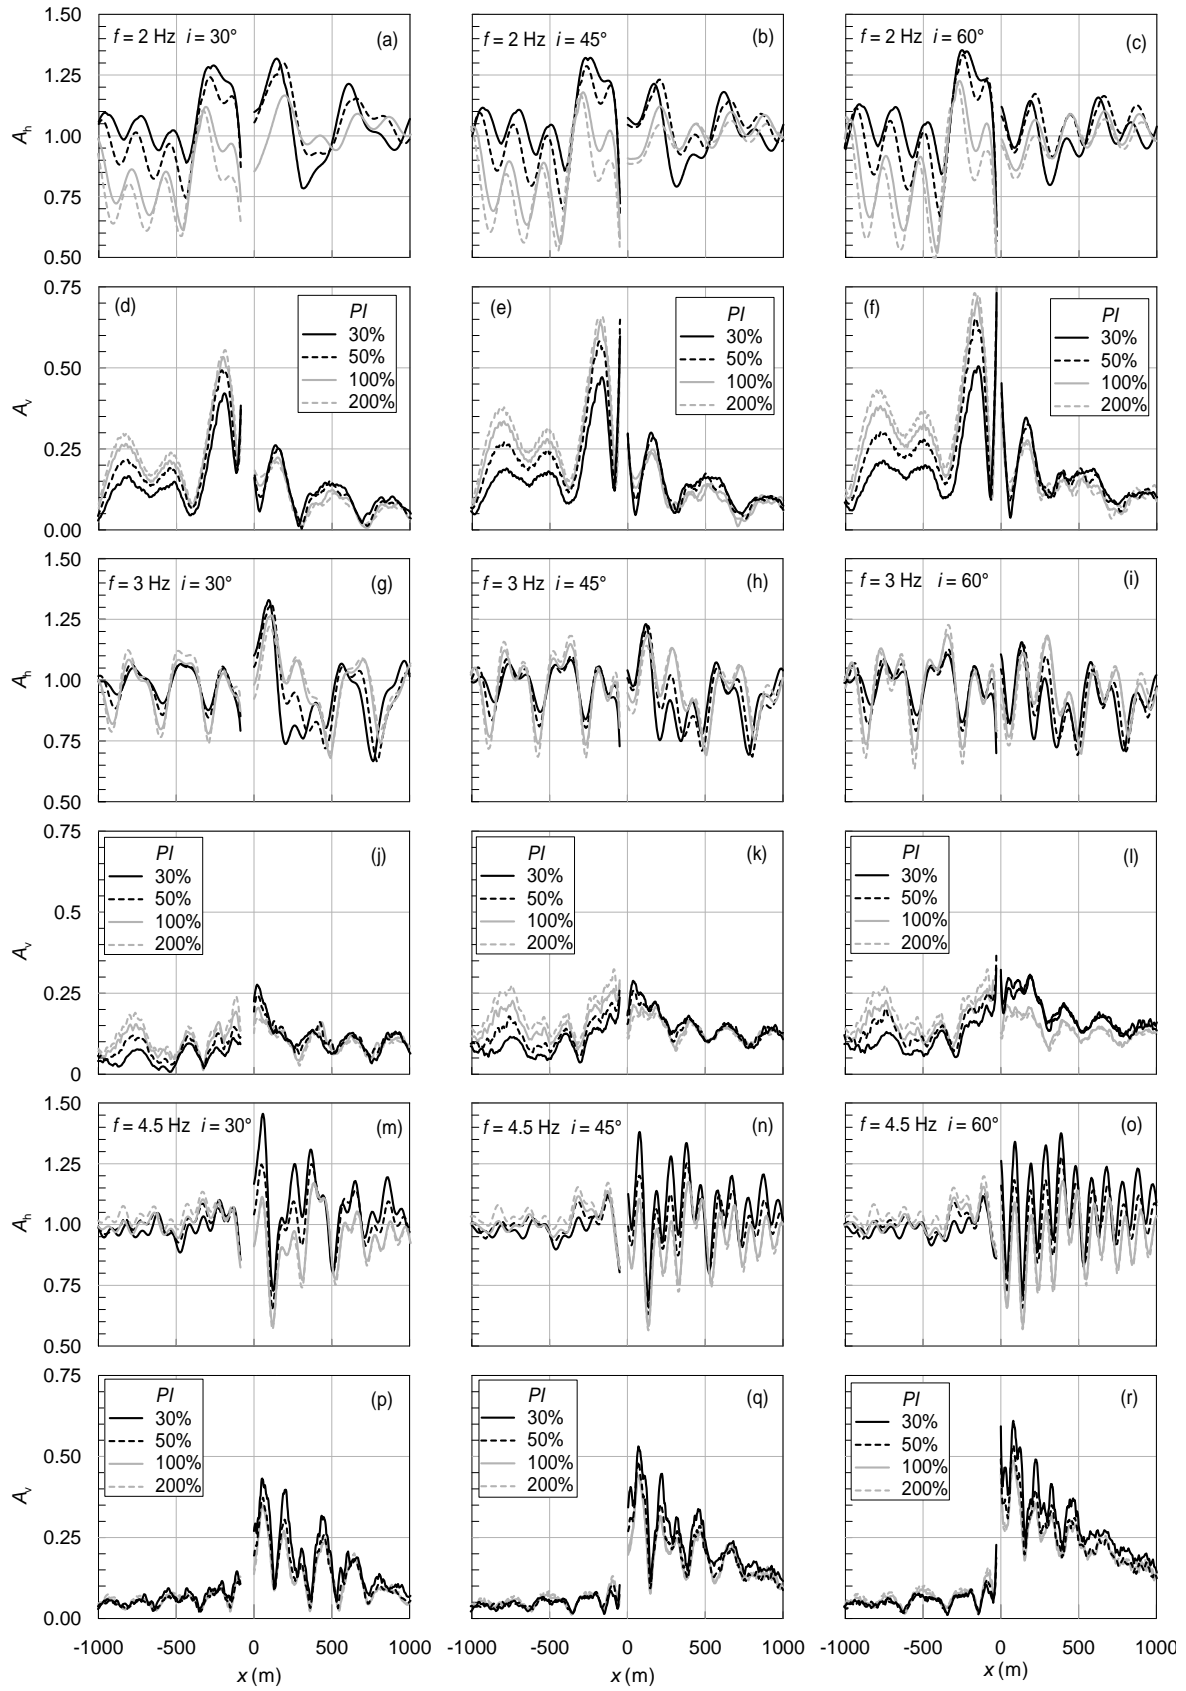 1.50
f = 2 Hz i = 30° (a)
f = 2 Hz i = 45° (b)
f = 2 Hz i = 60° (c)
1.25
Ah
1.00
0.75
0.50
0.75
(d)
PI
30%
50%
100%
200%
(e)
PI
30%
50%
100%
200%
(f)
PI
30%
50%
100%
200%
0.50
Av
0.25
0.00
1.50
f = 3 Hz i = 30° (g)
f = 3 Hz i = 45° (h)
f = 3 Hz i = 60° (i)
1.25
Ah
1.00
0.75
0.50
0.75
PI
30%
50%
100%
200%
(j)
PI
30%
50%
100%
200%
(k)
PI
30%
50%
100%
200%
(l)
0.5
Av
0.25
0
1.50
f = 4.5 Hz i = 30° (m)
f = 4.5 Hz i = 45° (n)
f = 4.5 Hz i = 60° (o)
1.25
Ah
1.00
0.75
0.50
0.75
PI
30%
50%
100%
200%
(p)
PI
30%
50%
100%
200%
(q)
PI
30%
50%
100%
200%
(r)
0.50
Av
0.25
0.00
-1000 -500 0 500 1000
-1000 -500 0 500 1000
-1000 -500 0 500 1000
x (m)
x (m)
x (m)